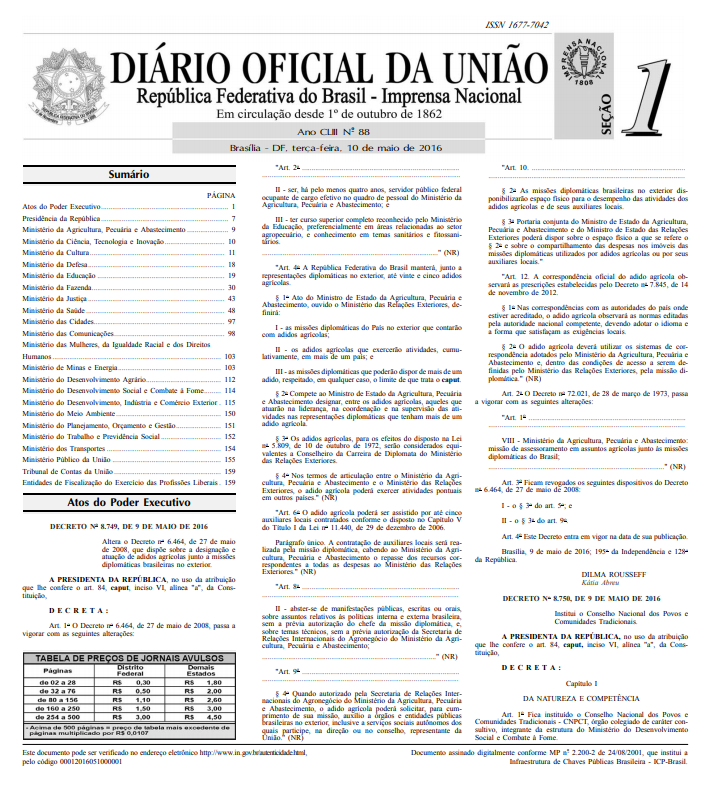 ISSN 1677-7042
DIÁRIO OFICIAL DA UNIÃO
República Federativa do Brasil - Imprensa Nacional
Em circulação desde 1º de outubro de 1862
IMPRENSA NACIONAL
1808
SEÇÃO
1
Ano CLIII Nº 88
Brasília - DF, terça-feira, 10 de maio de 2016
Sumário
PÁGINA
Atos do Poder Executivo 1
Presidência da República 7
Ministério da Agricultura, Pecuária e Abastecimento 9
Ministério da Ciência, Tecnologia e Inovação 10
Ministério da Cultura 11
Ministério da Defesa 18
Ministério da Educação 19
Ministério da Fazenda 30
Ministério da Justiça 43
Ministério da Saúde 48
Ministério das Cidades 97
Ministério das Comunicações 98
Ministério das Mulheres, da Igualdade Racial e dos Direitos
Humanos 103
Ministério de Minas e Energia 103
Ministério do Desenvolvimento Agrário 112
Ministério do Desenvolvimento Social e Combate à Fome 114
Ministério do Desenvolvimento, Indústria e Comércio Exterior . 115
Ministério do Meio Ambiente 150
Ministério do Planejamento, Orçamento e Gestão 151
Ministério do Trabalho e Previdência Social 152
Ministério dos Transportes 154
Ministério Público da União 155
Tribunal de Contas da União 159
Entidades de Fiscalização do Exercício das Profissões Liberais . 159
Atos do Poder Executivo
DECRETO Nº 8.749, DE 9 DE MAIO DE 2016
Altera o Decreto nº 6.464, de 27 de maio
de 2008, que dispõe sobre a designação e
atuação de adidos agrícolas junto a missões
diplomáticas brasileiras no exterior.
A PRESIDENTA DA REPÚBLICA, no uso da atribuição
que lhe confere o art. 84, caput, inciso VI, alínea "a", da Cons-
tituição,
D E C R E T A :
Art. 1º O Decreto nº 6.464, de 27 de maio de 2008, passa a
vigorar com as seguintes alterações:
TABELA DE PREÇOS DE JORNAIS AVULSOS
Páginas Distrito Federal Demais Estados
de 02 a 28 R$ 0,30 R$ 1,80
de 32 a 76 R$ 0,50 R$ 2,00
de 80 a 156 R$ 1,10 R$ 2,60
de 160 a 250 R$ 1,50 R$ 3,00
de 254 a 500 R$ 3,00 R$ 4,50
- Acima de 500 páginas = preço de tabela mais excedente de
páginas multiplicado por R$ 0,0107
"Art. 2º
II - ser, há pelo menos quatro anos, servidor público federal
ocupante de cargo efetivo no quadro de pessoal do Ministério da
Agricultura, Pecuária e Abastecimento; e
III - ter curso superior completo reconhecido pelo Ministério
da Educação, preferencialmente em áreas relacionadas ao setor
agropecuário, e conhecimento em temas sanitários e fitossani-
tários.
" (NR)
"Art. 4º A República Federativa do Brasil manterá, junto a
representações diplomáticas no exterior, até vinte e cinco adidos
agrícolas.
§ 1º Ato do Ministro de Estado da Agricultura, Pecuária e
Abastecimento, ouvido o Ministério das Relações Exteriores, de-
finirá:
I - as missões diplomáticas do País no exterior que contarão
com adidos agrícolas;
II - os adidos agrícolas que exercerão atividades, cumu-
lativamente, em mais de um país; e
III - as missões diplomáticas que poderão dispor de mais de um
adido, respeitado, em qualquer caso, o limite de que trata o caput.
§ 2º Compete ao Ministro de Estado da Agricultura, Pecuária
e Abastecimento designar, entre os adidos agrícolas, aqueles que
atuarão na liderança, na coordenação e na supervisão das ati-
vidades nas representações diplomáticas que tenham mais de um
adido agrícola.
§ 3º Os adidos agrícolas, para os efeitos do disposto na Lei
nº 5.809, de 10 de outubro de 1972, serão considerados equi-
valentes a Conselheiro da Carreira de Diplomata do Ministério
das Relações Exteriores.
§ 4º Nos termos de articulação entre o Ministério da Agri-
cultura, Pecuária e Abastecimento e o Ministério das Relações
Exteriores, o adido agrícola poderá exercer atividades pontuais
em outros países." (NR)
"Art. 6º O adido agrícola poderá ser assistido por até cinco
auxiliares locais contratados conforme o disposto no Capítulo V
do Título I da Lei nº 11.440, de 29 de dezembro de 2006.
Parágrafo único. A contratação de auxiliares locais será rea-
lizada pela missão diplomática, cabendo ao Ministério da Agri-
cultura, Pecuária e Abastecimento o repasse dos recursos cor-
respondentes a todas as despesas ao Ministério das Relações
Exteriores." (NR)
"Art. 8º
II - abster-se de manifestações públicas, escritas ou orais,
sobre assuntos relativos às políticas interna e externa brasileira,
sem a prévia autorização do chefe da missão diplomática, e,
sobre temas técnicos, sem a prévia autorização da Secretaria de
Relações Internacionais do Agronegócio do Ministério da Agri-
cultura, Pecuária e Abastecimento;
" (NR)
"Art. 9º
§ 4º Quando autorizado pela Secretaria de Relações Inter-
nacionais do Agronegócio do Ministério da Agricultura, Pecuária
e Abastecimento, o adido agrícola poderá solicitar, para cum-
primento de sua missão, auxílio a órgãos e entidades públicas
brasileiras no exterior, inclusive a serviços sociais autônomos dos
quais participe, na direção ou no conselho, representante da
União." (NR)
"Art. 10.
§ 2º As missões diplomáticas brasileiras no exterior dis-
ponibilizarão espaço físico para o desempenho das atividades dos
adidos agrícolas e de seus auxiliares locais.
§ 3º Portaria conjunta do Ministro de Estado da Agricultura,
Pecuária e Abastecimento e do Ministro de Estado das Relações
Exteriores poderá dispor sobre o espaço físico a que se refere o
§ 2º e sobre o compartilhamento das despesas nos imóveis das
missões diplomáticas utilizados por adidos agrícolas ou por seus
auxiliares locais."
"Art. 12. A correspondência oficial do adido agrícola ob-
servará as prescrições estabelecidas pelo Decreto nº 7.845, de 14
de novembro de 2012.
§ 1º Nas correspondências com as autoridades do país onde
estiver acreditado, o adido agrícola observará as normas editadas
pela autoridade nacional competente, devendo adotar o idioma e
a forma que satisfaçam as exigências locais.
§ 2º O adido agrícola deverá utilizar os sistemas de cor-
respondência adotados pelo Ministério da Agricultura, Pecuária e
Abastecimento e, dentro das condições de acesso a serem de-
finidas pelo Ministério das Relações Exteriores, pela missão di-
plomática." (NR)
Art. 2º O Decreto nº 72.021, de 28 de março de 1973, passa
a vigorar com as seguintes alterações:
"Art. 1º
VIII - Ministério da Agricultura, Pecuária e Abastecimento:
missão de assessoramento em assuntos agrícolas junto às missões
diplomáticas do Brasil;
" (NR)
Art. 3º Ficam revogados os seguintes dispositivos do Decreto
nº 6.464, de 27 de maio de 2008:
I - o § 3º do art. 5º; e
II - o § 3º do art. 9º.
Art. 4º Este Decreto entra em vigor na data de sua publicação.
Brasília, 9 de maio de 2016; 195º da Independência e 128º
da República.
DILMA ROUSSEFF
Kátia Abreu
DECRETO Nº 8.750, DE 9 DE MAIO DE 2016
Institui o Conselho Nacional dos Povos e
Comunidades Tradicionais.
A PRESIDENTA DA REPÚBLICA, no uso da atribuição
que lhe confere o art. 84, caput, inciso VI, alínea "a", da Cons-
tituição,
D E C R E T A :
Capítulo I
DA NATUREZA E COMPETÊNCIA
Art. 1º Fica instituído o Conselho Nacional dos Povos e
Comunidades Tradicionais - CNPCT, órgão colegiado de caráter con-
sultivo, integrante da estrutura do Ministério do Desenvolvimento
Social e Combate à Fome.
Este documento pode ser verificado no endereço eletrônico http://www.in.gov.br/autenticidade.html,
pelo código 00012016051000001
Documento assinado digitalmente conforme MP nº 2.200-2 de 24/08/2001, que institui a
Infraestrutura de Chaves Públicas Brasileira - ICP-Brasil.